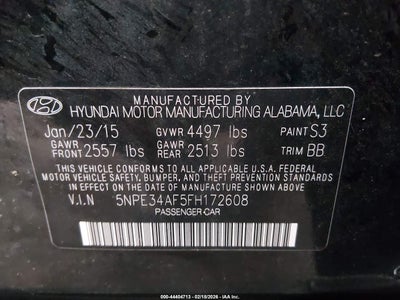 MANUFACTURED BY
HYUNDAI MOTOR MANUFACTURING ALABAMA, LLC
Jan/23/15 GVWR 4497 lbs PAINT S3
GAWR FRONT 2557 lbs GAWR REAR 2513 lbs TRIM BB
THIS VEHICLE CONFORMS TO ALL APPLICABLE U.S. FEDERAL
MOTOR VEHICLE SAFETY, BUMPER, AND THEFT PREVENTION
STANDARDS IN EFFECT ON THE DATE OF MANUFACTURE SHOWN ABOVE.
V.I.N 5NPE34AF5FH172608
PASSENGER CAR
000-44404713 - 02/18/2026 - IAAI.COM